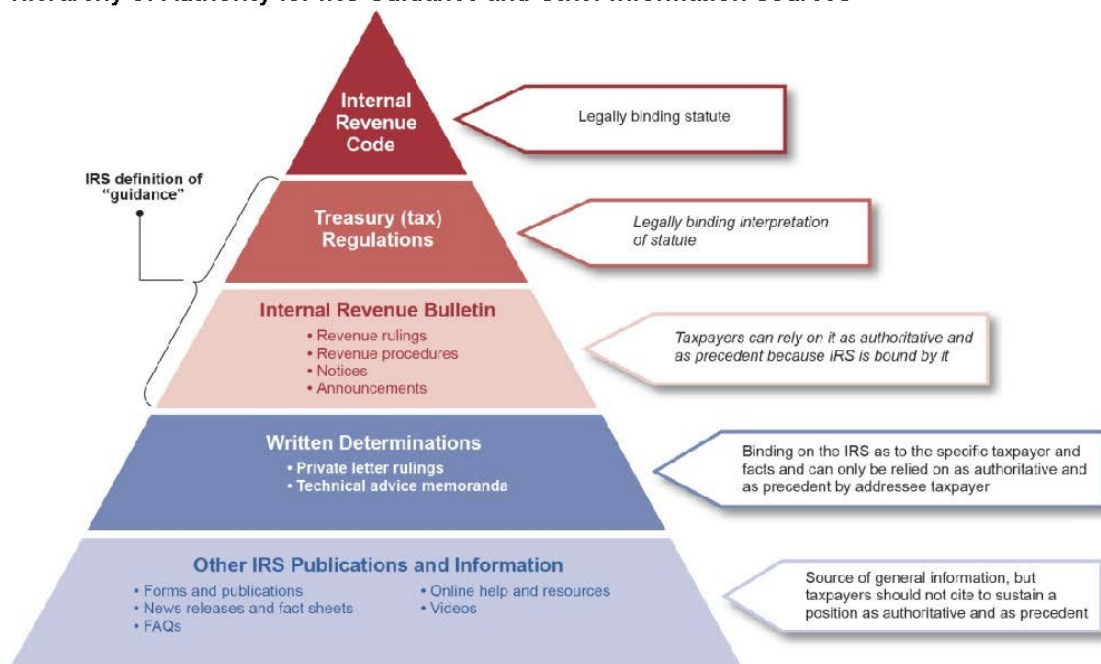 Internal
Revenue
Code
Legally binding statute
IRS definition of
“guidance”
Treasury (tax)
Regulations
Legally binding interpretation
of statute
Internal Revenue Bulletin
• Revenue rulings
• Revenue procedures
• Notices
• Announcements
Taxpayers can rely on it as authoritative and
as precedent because IRS is bound by it
Written Determinations
• Private letter rulings
• Technical advice memoranda
Binding on the IRS as to the specific taxpayer and
facts and can only be relied on as authoritative and
as precedent by addressee taxpayer
Other IRS Publications and Information
• Forms and publications
• News releases and fact sheets
• FAQs
• Online help and resources
• Videos
Source of general information, but
taxpayers should not cite to sustain a
position as authoritative and as precedent